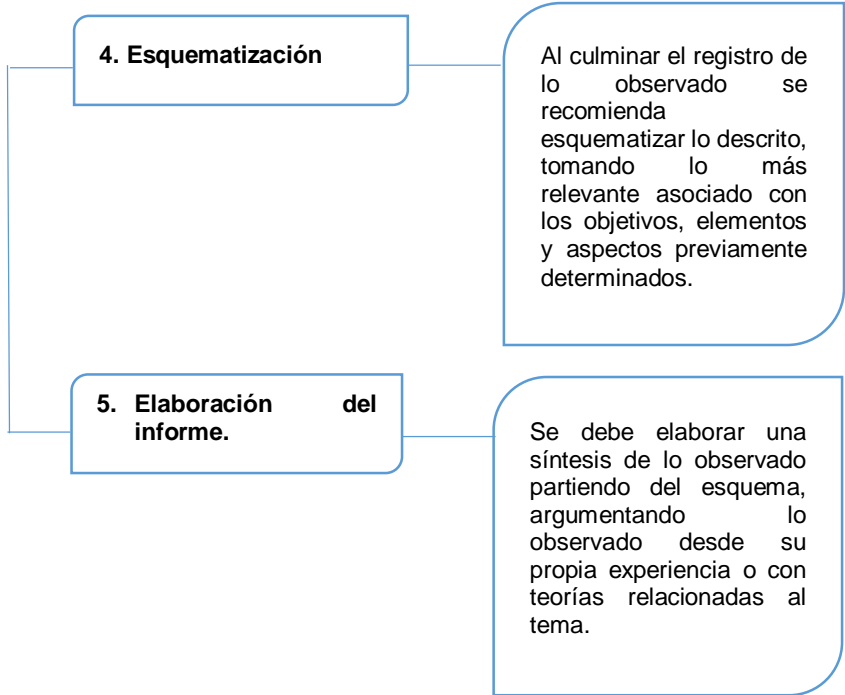 4. Esquematización
Al culminar el registro de
lo observado se
recomienda
esquematizar lo descrito,
tomando lo más
relevante asociado con
los objetivos, elementos
y aspectos previamente
determinados.
5. Elaboración del
informe.
Se debe elaborar una
síntesis de lo observado
partiendo del esquema,
argumentando lo
observado desde su
propia experiencia o con
teorías relacionadas al
tema.